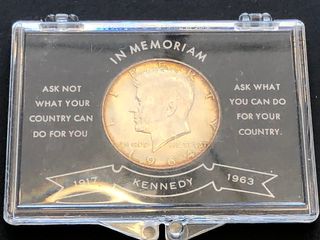 IN MEMORIAM
ASK NOT
WHAT YOUR
COUNTRY CAN
DO FOR YOU
LIBERTY
ASK WHAT
YOU CAN DO
FOR YOUR
COUNTRY.
1917
KENNEDY
1963